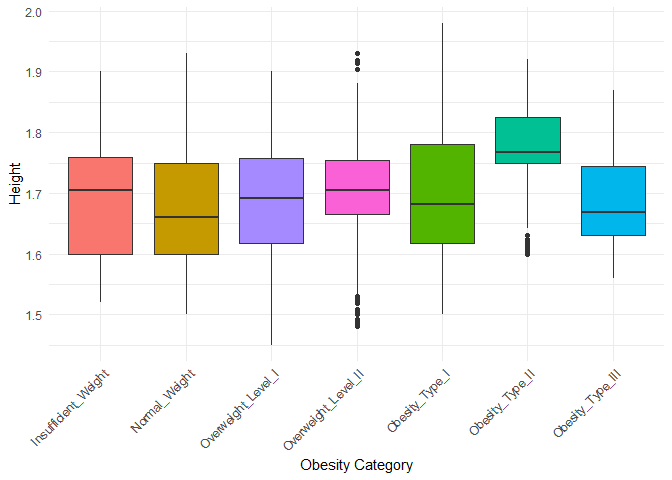 2.0
1.9
1.8
1.7
1.6
1.5
Height
Insufficient_Weight
Normal_Weight
Overweight_Level_I
Overweight_Level_II
Obesity_Type_I
Obesity_Type_II
Obesity_Type_III
Obesity Category